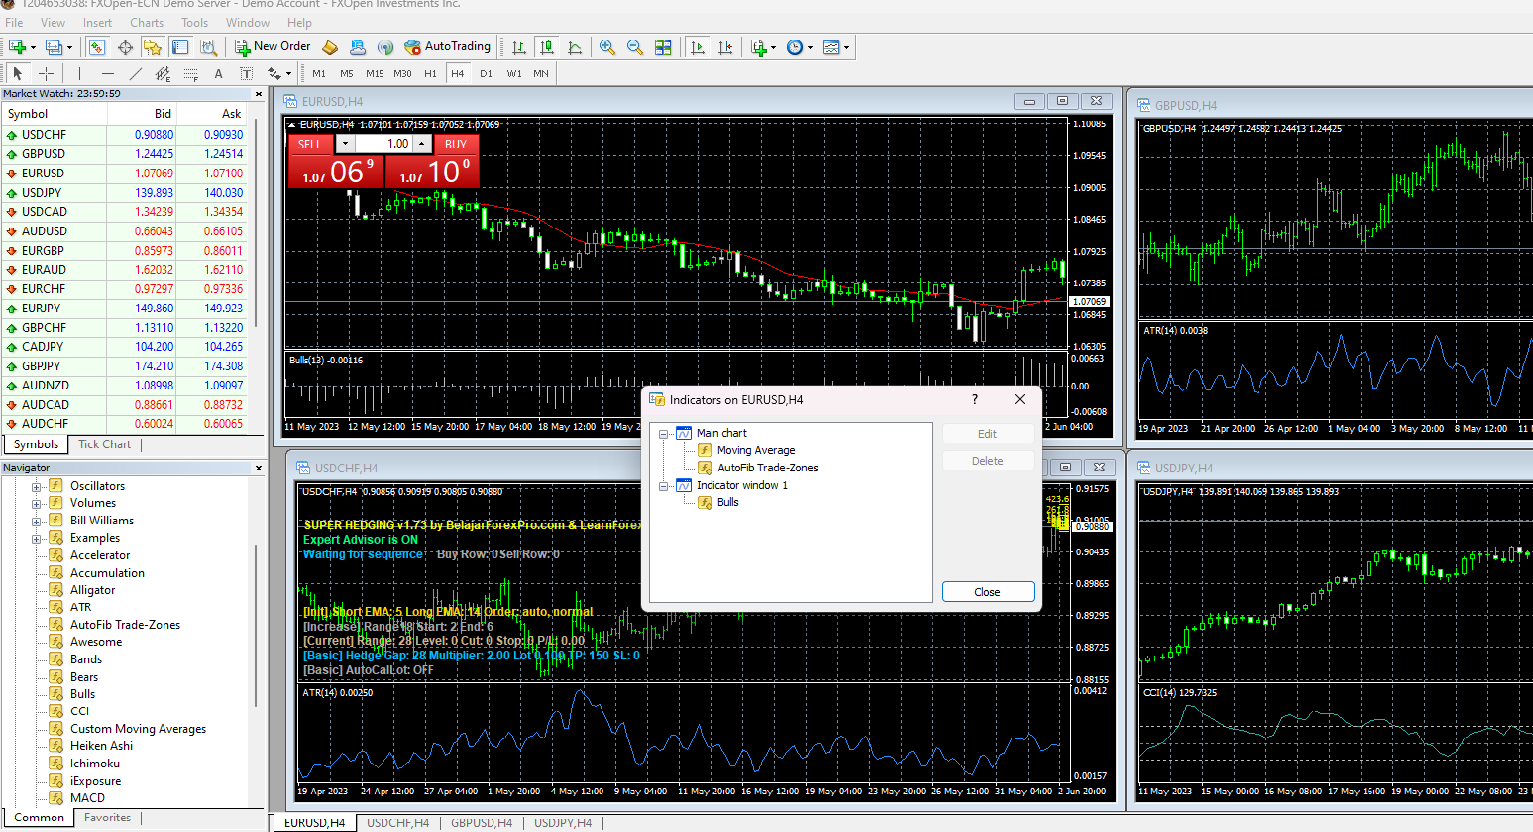 1204653038: FXOpen-ECN Demo Server - Demo Account - FXOpen Investments Inc.
File View Insert Charts Tools Window Help
New Order AutoTrading
A T M1 M5 M15 M30 H1 H4 D1 W1 MN
Market Watch: 23:59:59
Symbol Bid Ask
USDCHF 0.90880 0.90930
GBPUSD 1.24425 1.24514
EURUSD 1.07069 1.07100
USDJPY 139.893 140.030
USDCAD 1.34239 1.34354
AUDUSD 0.66043 0.66105
EURGBP 0.85973 0.86011
EURAUD 1.62032 1.62110
EURCHF 0.97297 0.97336
EURJPY 149.860 149.923
GBPCHF 1.13110 1.13220
CADJPY 104.200 104.265
GBPJPY 174.210 174.308
AUDNZD 1.08998 1.09097
AUDCAD 0.88661 0.88732
AUDCHF 0.60024 0.60065
Symbols Tick Chart
Navigator
Oscillators
Volumes
Bill Williams
Examples
Accelerator
Accumulation
Alligator
ATR
AutoFib Trade-Zones
Awesome
Bands
Bears
Bulls
CCI
Custom Moving Averages
Heiken Ashi
Ichimoku
iExposure
MACD
Common Favorites
EURUSD,H4
EURUSD,H4 1.07101 1.07159 1.07052 1.07069
SELL 1.00 BUY
1.07 06 9 1.07 10 0
1.10085
1.09545
1.09005
1.08465
1.07925
1.07385
1.07069
1.06845
1.06305
Bulls(13) -0.00116
0.00663
0.00
-0.00608
11 May 2023 12 May 20:00 15 May 20:00 17 May 04:00 18 May 12:00 19 M 2 Jun 04:00
GBPUSD,H4
GBPUSD,H4 1.24497 1.24582 1.24413 1.24425
ATR(14) 0.0038
19 Apr 2023 21 Apr 20:00 26 Apr 12:00 1 May 04:00 3 May 20:00 8 May 12:00 11 M
Indicators on EURUSD,H4 ?
Main chart
Moving Average
AutoFib Trade-Zones
Indicator window 1
Bulls
Edit
Delete
Close
USDCHF,H4
USDCHF,H4 0.90856 0.90919 0.90805 0.90880
SUPER HEDGING v1.73 by BelajarForexPro.com & LearnForex
Expert Advisor is ON
Waiting for sequence Buy Row: 0 Sell Row: 0
[Init] Short EMA: 5 Long EMA: 14 Order: auto, normal
[Increase] Range: 8 Start: 2 End: 6
[Current] Range: 28 Level: 0 Cut: 0 Stop: 0 P/L: 0.00
[Basic] Hedge Gap: 28 Multiplier: 2.00 Lot 0.100 TP: 150 SL: 0
[Basic] AutoCalLot: OFF
423.6
0.91575
0.91005
0.90880
0.90435
0.89865
0.89295
0.88725
0.88155
ATR(14) 0.00250
0.00412
0.00157
19 Apr 2023 24 Apr 12:00 27 Apr 04:00 1 May 20:00 4 May 12:00 9 May 04:00 11 May 20:00 16 May 12:00 19 May 04:00 23 May 20:00 26 May 12:00 31 May 04:00 2 Jun 20:00
USDJPY,H4
USDJPY,H4 139.891 140.069 139.865 139.893
CCI(14) 129.7325
11 May 2023 15 May 00:00 16 May 08:00 17 May 16:00 19 May 00:00 22 May 08:00 23 M
EURUSD,H4 USDCHF,H4 GBPUSD,H4 USDJPY,H4